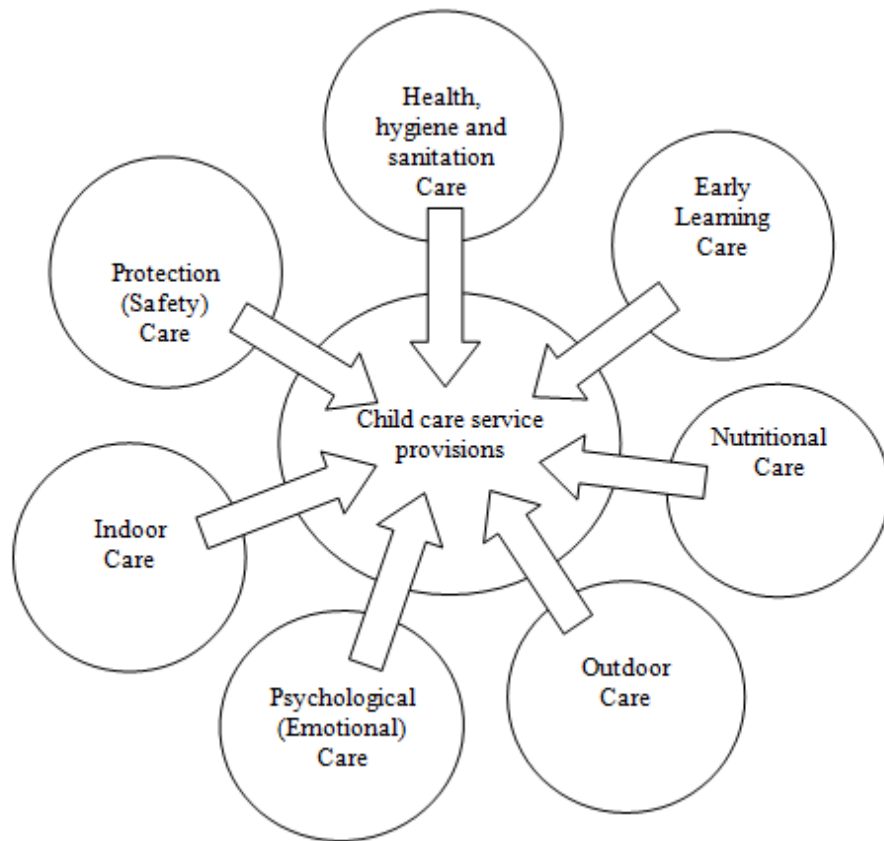 Health,
hygiene and
sanitation
Care
Early
Learning
Care
Protection
(Safety)
Care
Child care service
provisions
Nutritional
Care
Indoor
Care
Outdoor
Care
Psychological
(Emotional)
Care